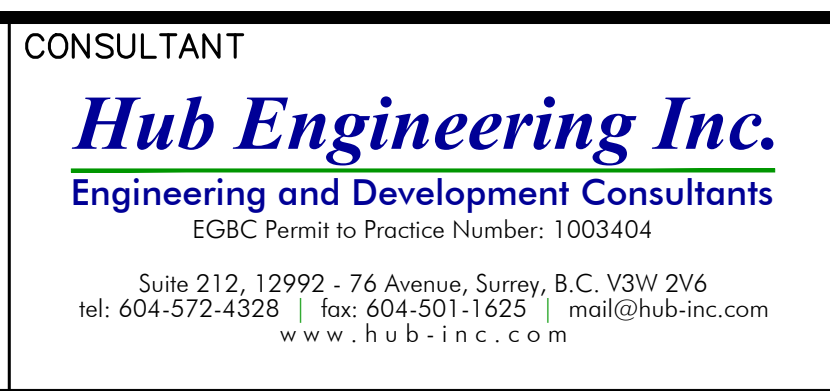 CONSULTANT
Hub Engineering Inc.
Engineering and Development Consultants
EGBC Permit to Practice Number: 1003404
Suite 212, 12992 - 76 Avenue, Surrey, B.C. V3W 2V6
tel: 604-572-4328 | fax: 604-501-1625 | mail@hub-inc.com
www.hub-inc.com